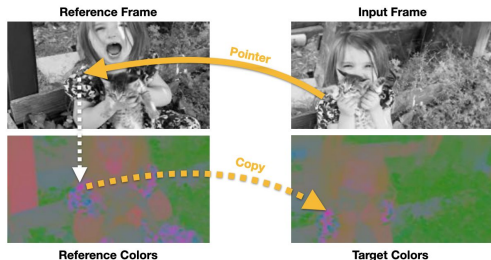 Reference Frame
Input Frame
Pointer
Copy
Reference Colors
Target Colors